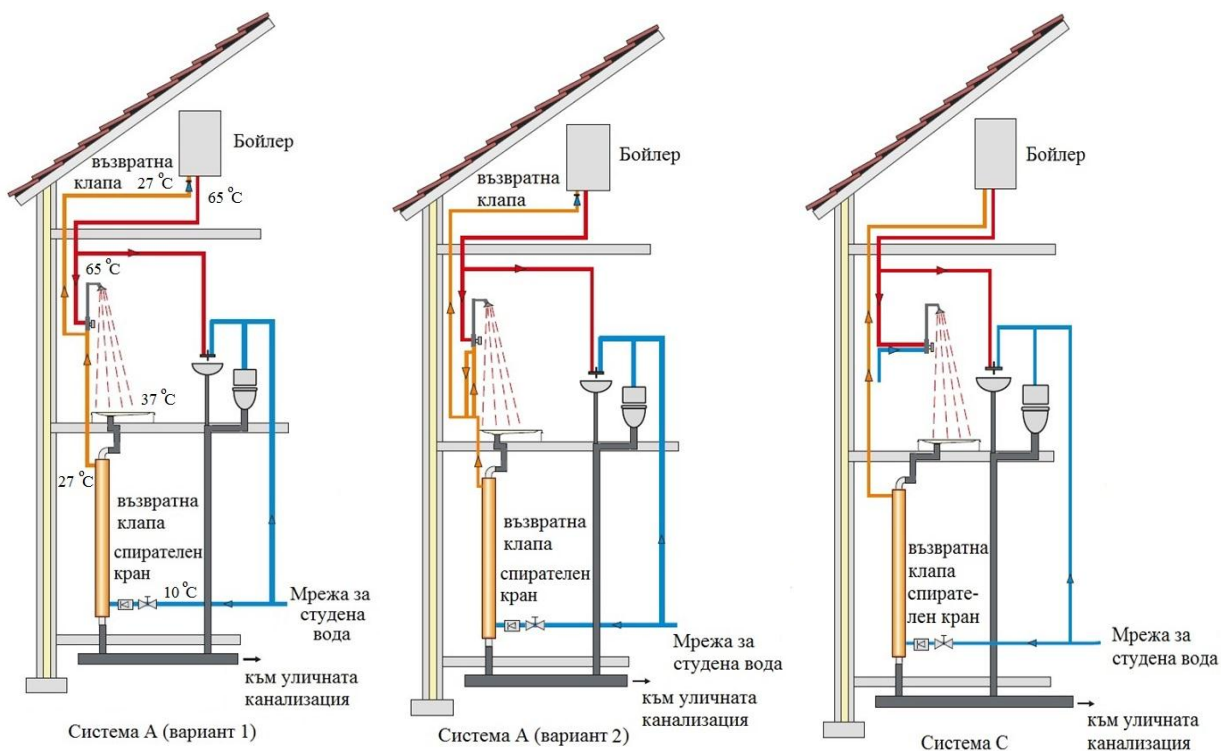 Бойлер
възвратна
клапа
27 °C
65 °C
65 °C
37 °C
27 °C
възвратна
клапа
спирателен
кран
10 °C
Мрежа за
студена
вода
към уличната
канализация
Система А (вариант 1)
Бойлер
възвратна
клапа
възвратна
клапа
спирателен
кран
Мрежа за
студена вода
към уличната
канализация
Система А (вариант 2)
Бойлер
възвратна
клапа
спирате-
лен кран
Мрежа за
студена вода
към уличната
канализация
Система С